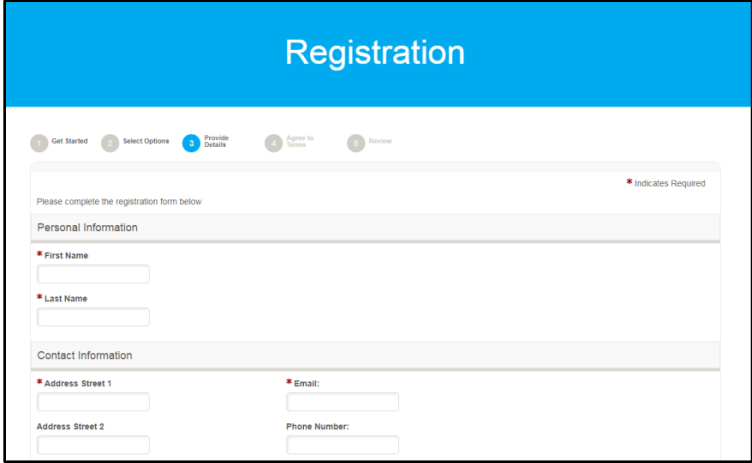 Registration
1 Get Started 2 Select Options 3 Provide Details 4 Agree to Terms 5 Review
* Indicates Required
Please complete the registration form below
Personal Information
* First Name
* Last Name
Contact Information
* Address Street 1 * Email:
Address Street 2 Phone Number: